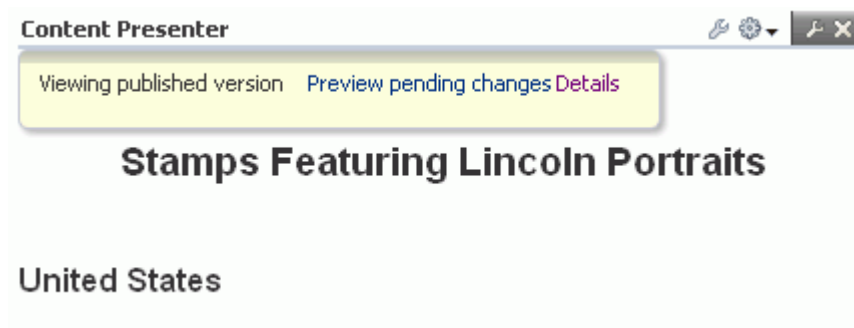 Content Presenter
Viewing published version Preview pending changes Details
Stamps Featuring Lincoln Portraits
United States